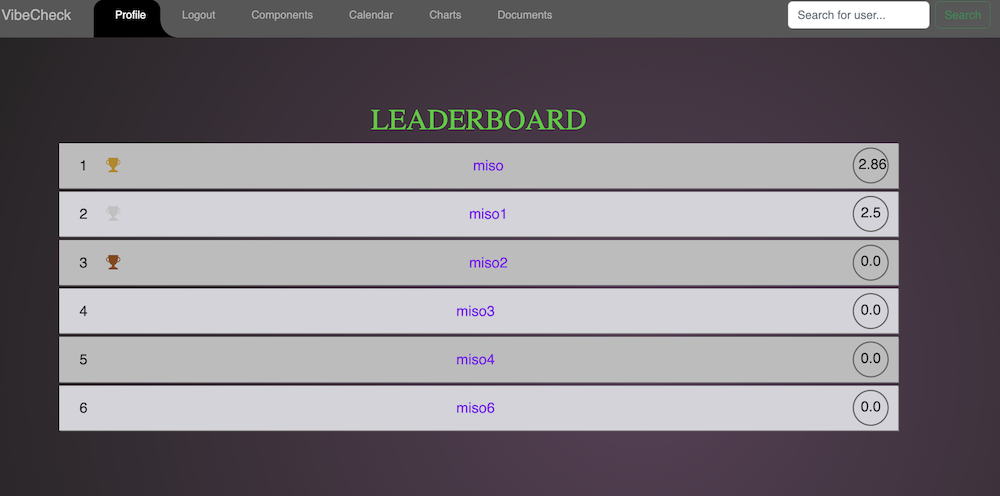 VibeCheck Profile Logout Components Calendar Charts Documents Search for user... Search
LEADERBOARD
1 miso 2.86
2 miso1 2.5
3 miso2 0.0
4 miso3 0.0
5 miso4 0.0
6 miso6 0.0